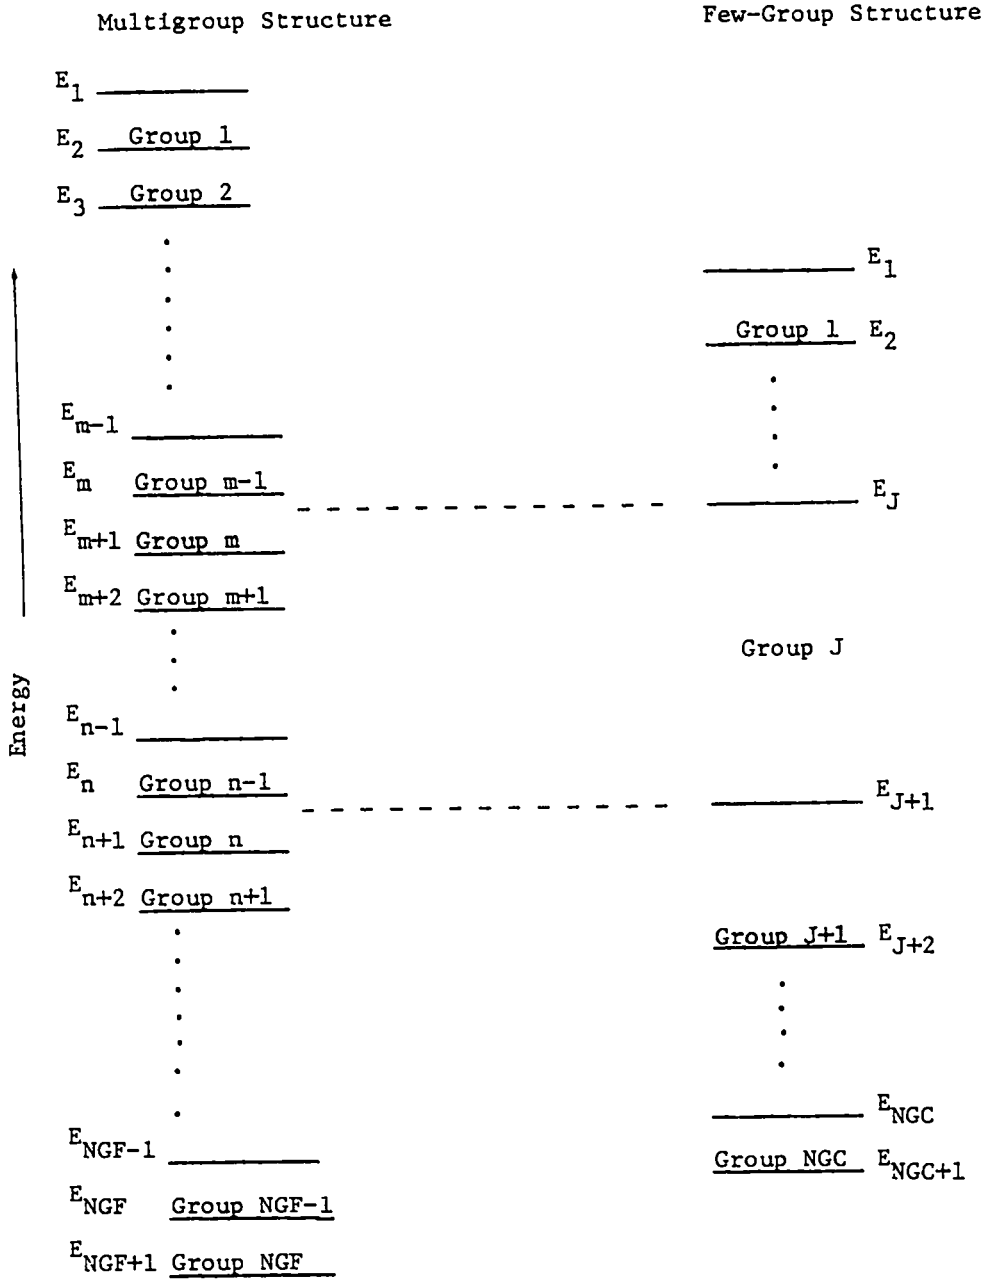 Multigroup Structure
E1
E2 Group 1
E3 Group 2
Em-1
Em Group m-1
Em+1 Group m
Em+2 Group m+1
En-1
En Group n-1
En+1 Group n
En+2 Group n+1
ENGF-1
ENGF Group NGF-1
ENGF+1 Group NGF
Energy
Few-Group Structure
E1
Group 1 E2
EJ
Group J
EJ+1
Group J+1 EJ+2
ENGC
Group NGC ENGC+1